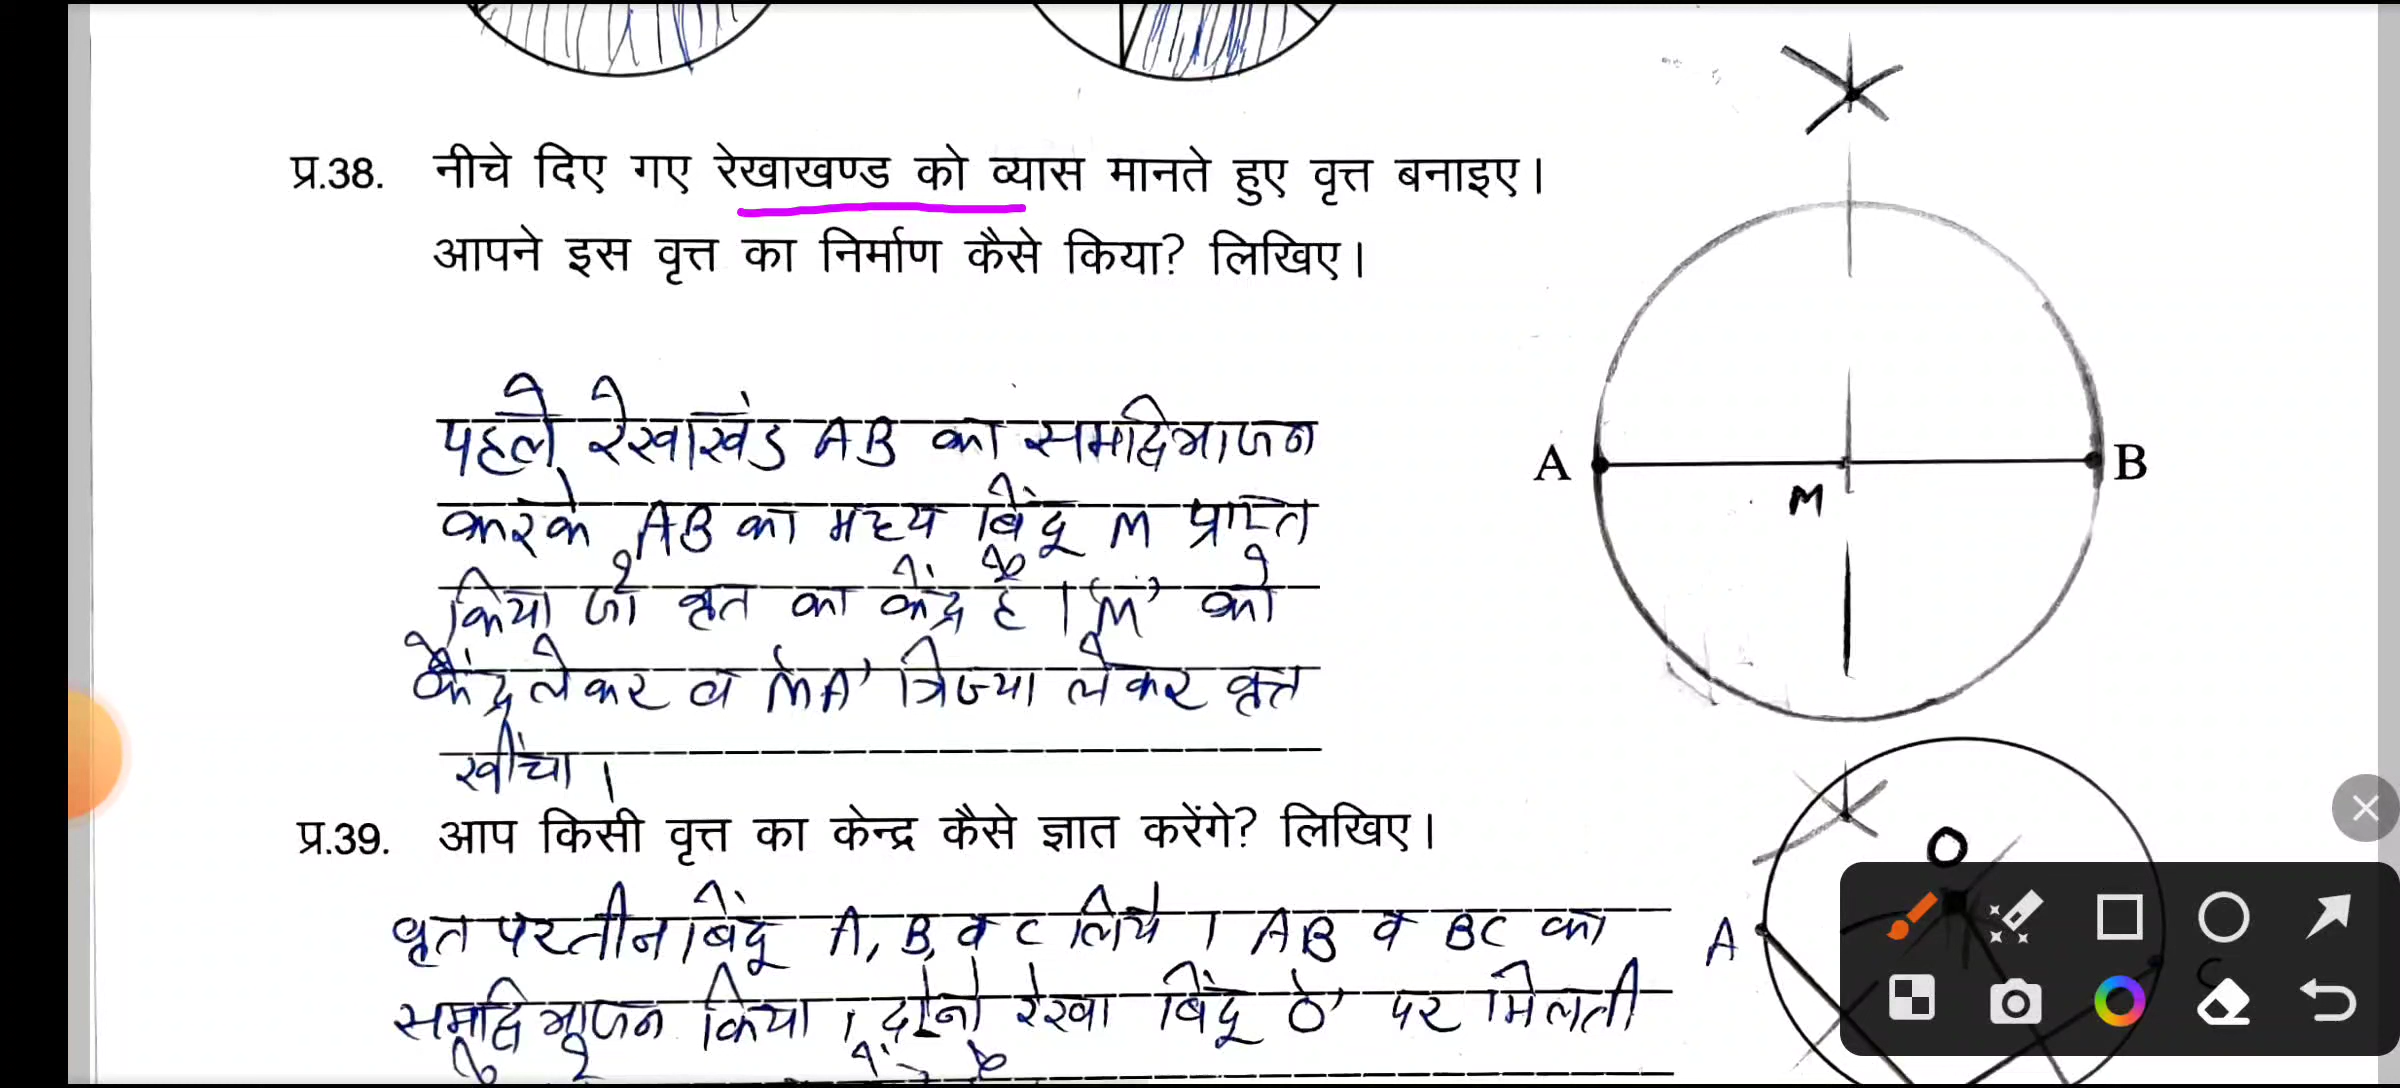 प्र.38. नीचे दिए गए रेखाखण्ड को व्यास मानते हुए वृत्त बनाइए।
आपने इस वृत्त का निर्माण कैसे किया? लिखिए।
पहले रेखाखंड AB का समद्विभाजन
करके AB का मध्य बिंदू M प्राप्त
किया जो वृत का केंद्र है। 'M' को
केंद्र लेकर व 'MA' त्रिज्या लेकर वृत्त
खींचा।
A B
M
प्र.39. आप किसी वृत्त का केन्द्र कैसे ज्ञात करेंगे? लिखिए।
वृत पर तीन बिंदू A, B, व C लिये। AB व BC का
समद्विभाजन किया। दोनो रेखा बिंदू 'O' पर मिलती
O
A
C